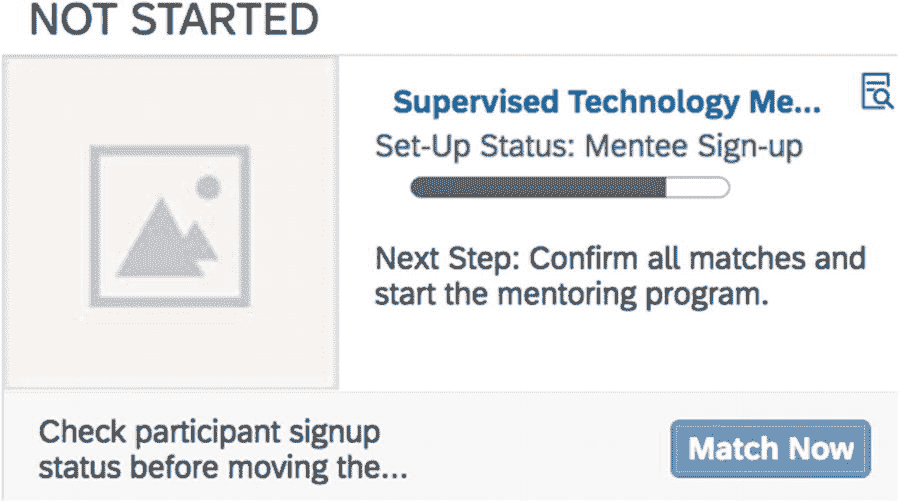 NOT STARTED
Supervised Technology Me...
Set-Up Status: Mentee Sign-up
Next Step: Confirm all matches and
start the mentoring program.
Check participant signup
status before moving the...
Match Now